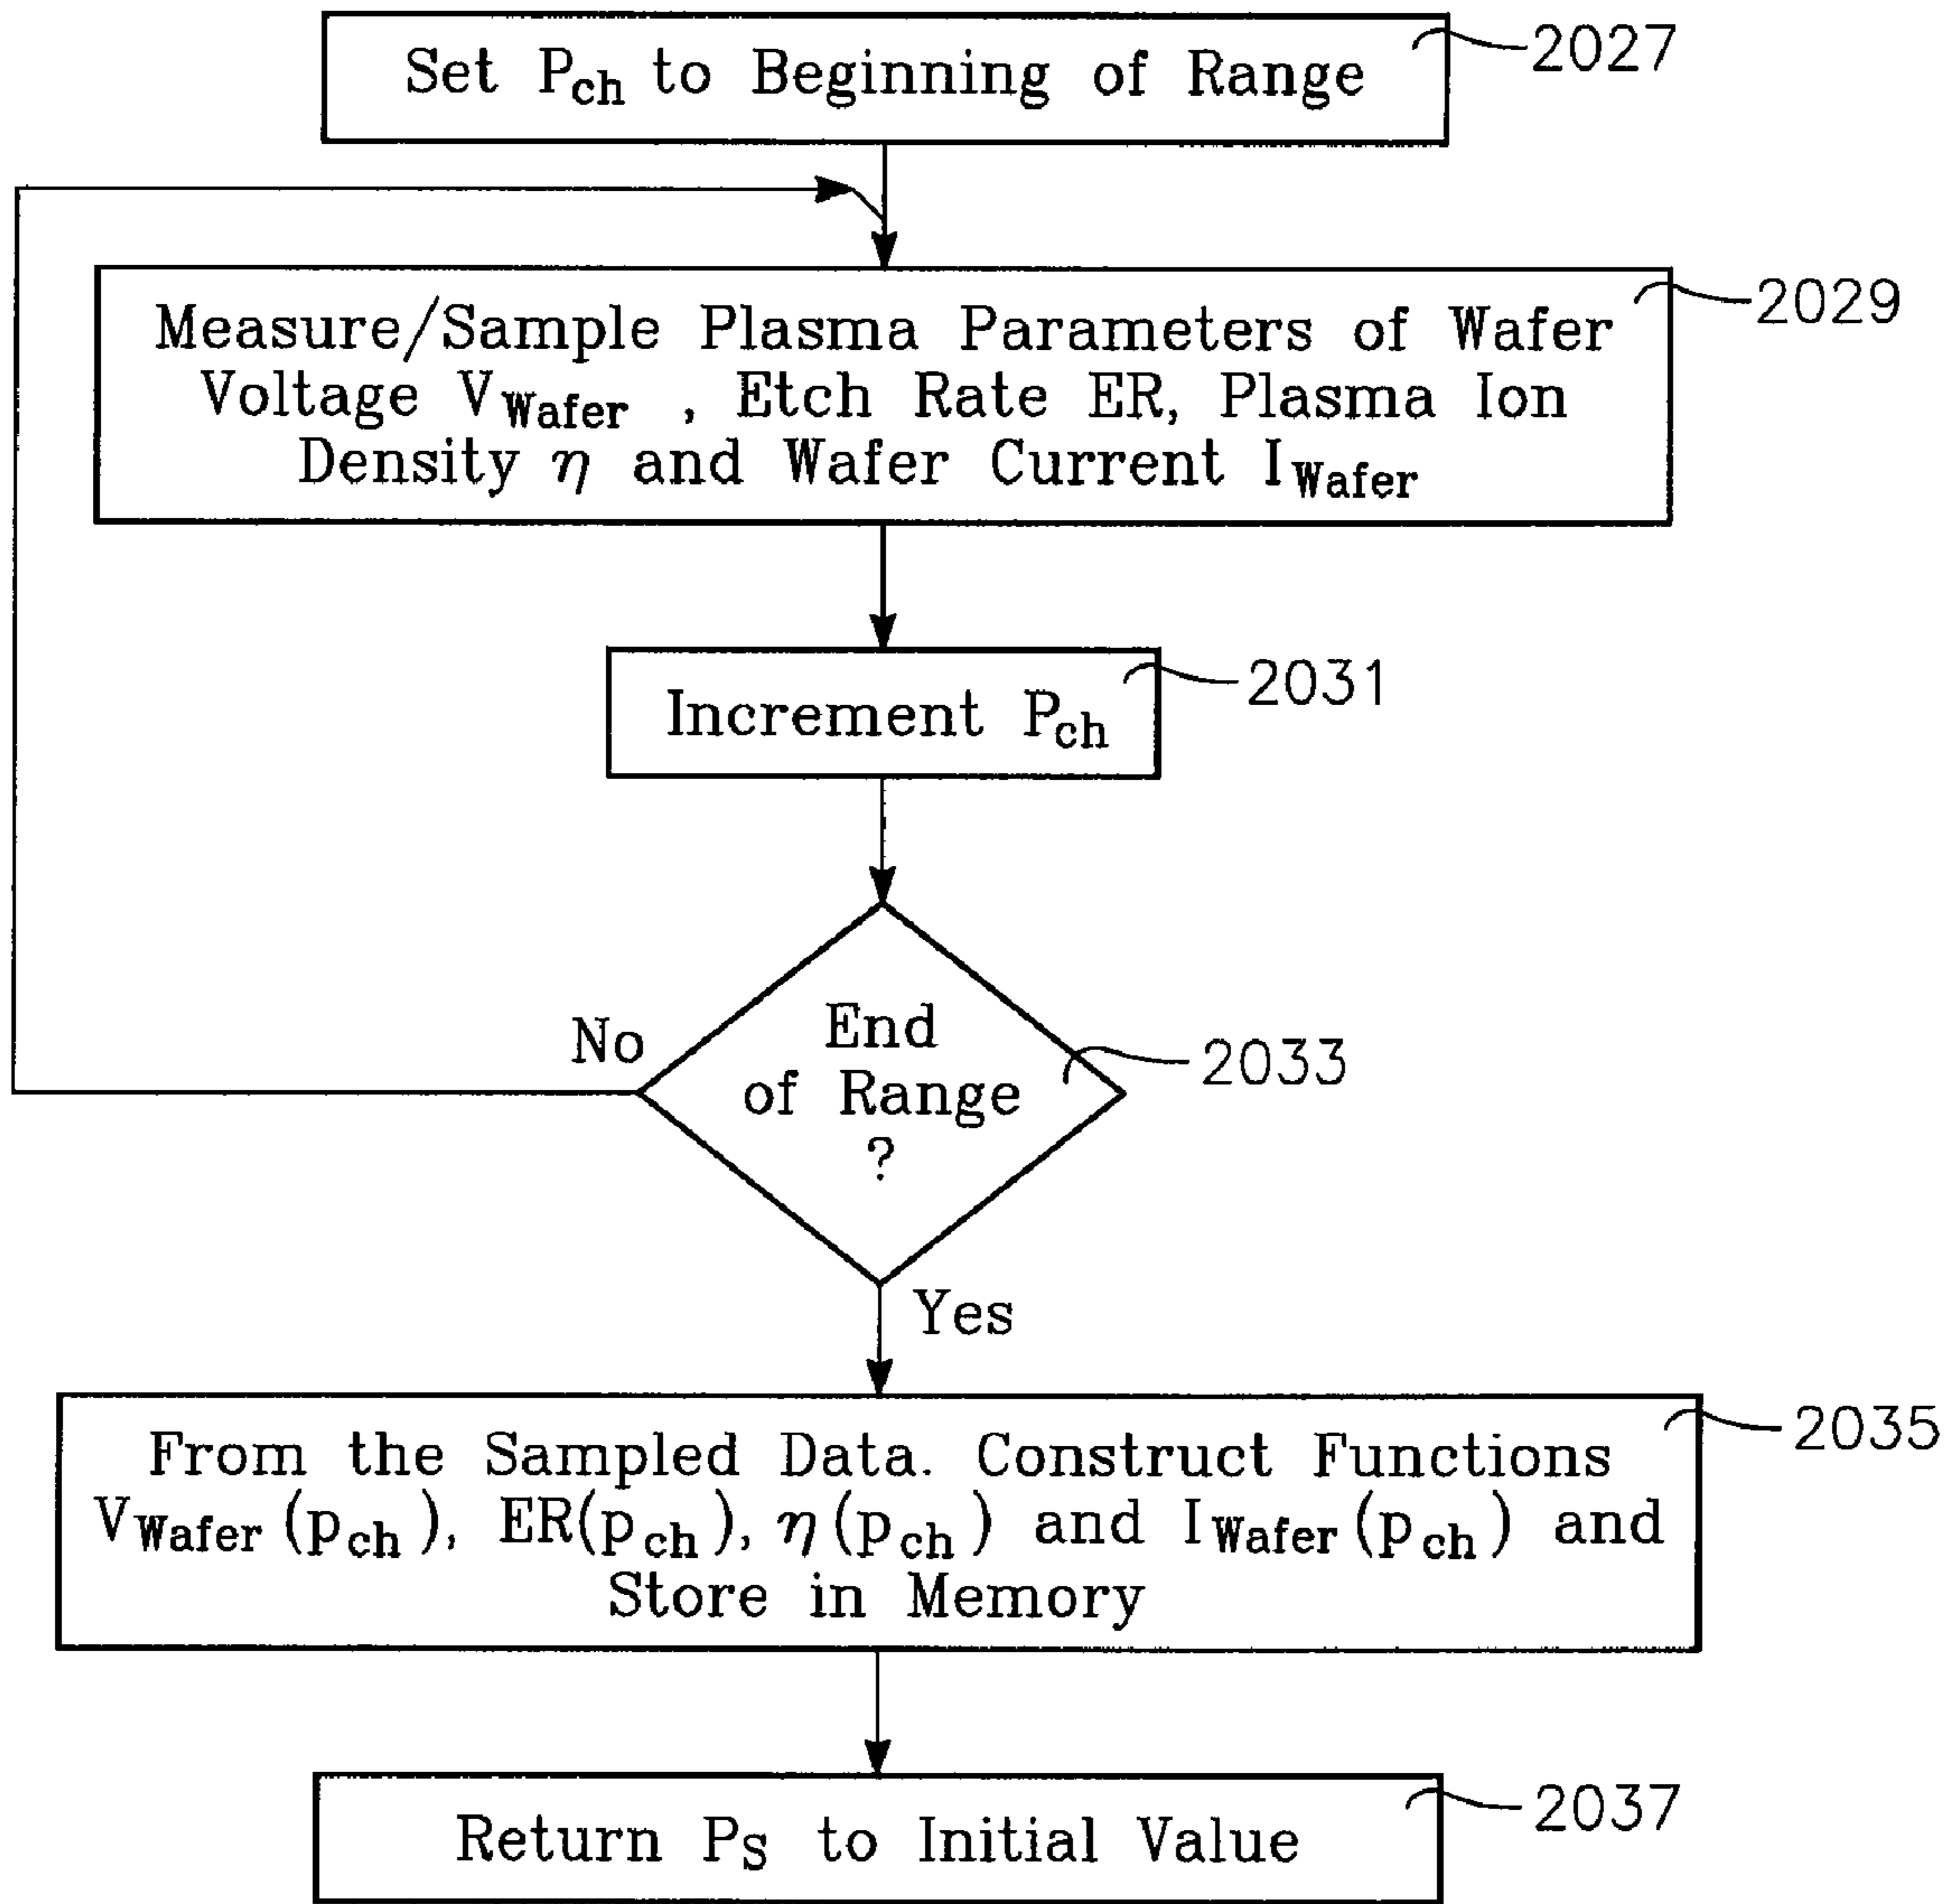 Set Pch to Beginning of Range
2027
Measure/Sample Plasma Parameters of Wafer
Voltage VWafer , Etch Rate ER, Plasma Ion
Density η and Wafer Current IWafer
2029
Increment Pch
2031
End
of Range
?
2033
No
Yes
From the Sampled Data. Construct Functions
VWafer(pch), ER(pch), η(pch) and IWafer(pch) and
Store in Memory
2035
Return PS to Initial Value
2037